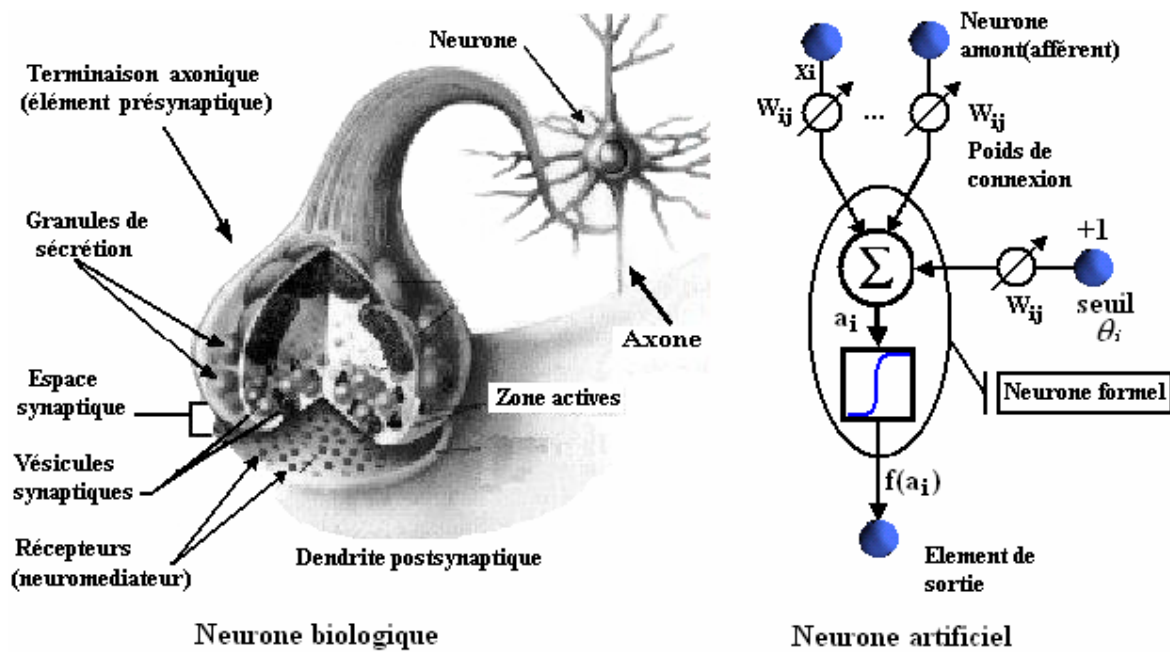 Neurone
Terminaison axonique
(élément présynaptique)
Granules de
sécrétion
Axone
Espace
synaptique
Zone actives
Vésicules
synaptiques
Récepteurs
(neuromediateur)
Dendrite postsynaptique
Neurone biologique
Neurone
amont(afférent)
xi
Wij
...
Wij
Poids de
connexion
+1
Σ
Wij
seuil
θi
ai
Neurone formel
f(ai)
Element de
sortie
Neurone artificiel